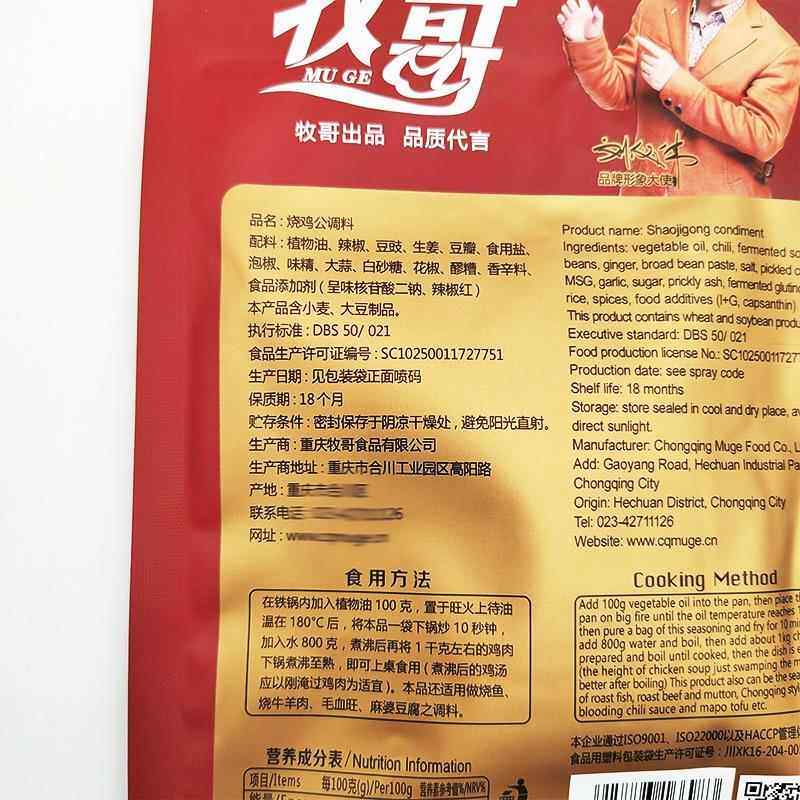 牧哥
MU GE
牧哥出品 品质代言
品牌形象大使
品名：烧鸡公调料
配料：植物油、辣椒、豆豉、生姜、豆瓣、食用盐、
泡椒、味精、大蒜、白砂糖、花椒、醪糟、香辛料、
食品添加剂（呈味核苷酸二钠、辣椒红）
本产品含小麦、大豆制品。
执行标准：DBS 50/ 021
食品生产许可证编号：SC10250011727751
生产日期：见包装袋正面喷码
保质期：18个月
贮存条件：密封保存于阴凉干燥处，避免阳光直射。
生产商：重庆牧哥食品有限公司
生产商地址：重庆市合川工业园区高阳路
产地：重庆市
联系电话
网址：
Product name: Shaojigong condiment
Ingredients: vegetable oil, chili, fermented
beans, ginger, broad bean paste, salt, pickled
MSG, garlic, sugar, prickly ash, fermented
rice, spices, food additives (I+G, capsanthin)
This product contains wheat and soybean
Executive standard: DBS 50/ 021
Food production license No.: SC102500117277
Production date: see spray code
Shelf life: 18 months
Storage: store sealed in cool and dry place,
direct sunlight.
Manufacturer: Chongqing Muge Food Co.,
Add: Gaoyang Road, Hechuan Industrial
Chongqing City
Origin: Hechuan District, Chongqing City
Tel: 023-42711126
Website: www.cqmuge.cn
食用方法
在铁锅内加入植物油100克，置于旺火上待油
温在180℃后，将本品一袋下锅炒10秒钟，
加入水800克，煮沸后再将1千克左右的鸡肉
下锅煮沸至熟，即可上桌食用（煮沸后的鸡汤
应以刚淹过鸡肉为适宜）。本品还适用做烧鱼、
烧牛羊肉、毛血旺、麻婆豆腐之调料。
Cooking Method
Add 100g vegetable oil into the pan, then place
pan on big fire until the oil temperature reaches
then pure a bag of this seasoning and fry for 10
add 800g water and boil, then add about 1kg
prepared and boil until cooked, then the dish is
(the height of chicken soup just swamping the
better after boiling) This product also can be the
of roast fish, roast beef and mutton, Chongqing
blooding chili sauce and mapo tofu etc.
本企业通过ISO9001、ISO22000以及HACCP管理
食品用塑料包装袋生产许可证号：川XK16-204-00
营养成分表/Nutrition Information
项目/Items 每100克(g)/Per100g 营养素参考值%/NRV%